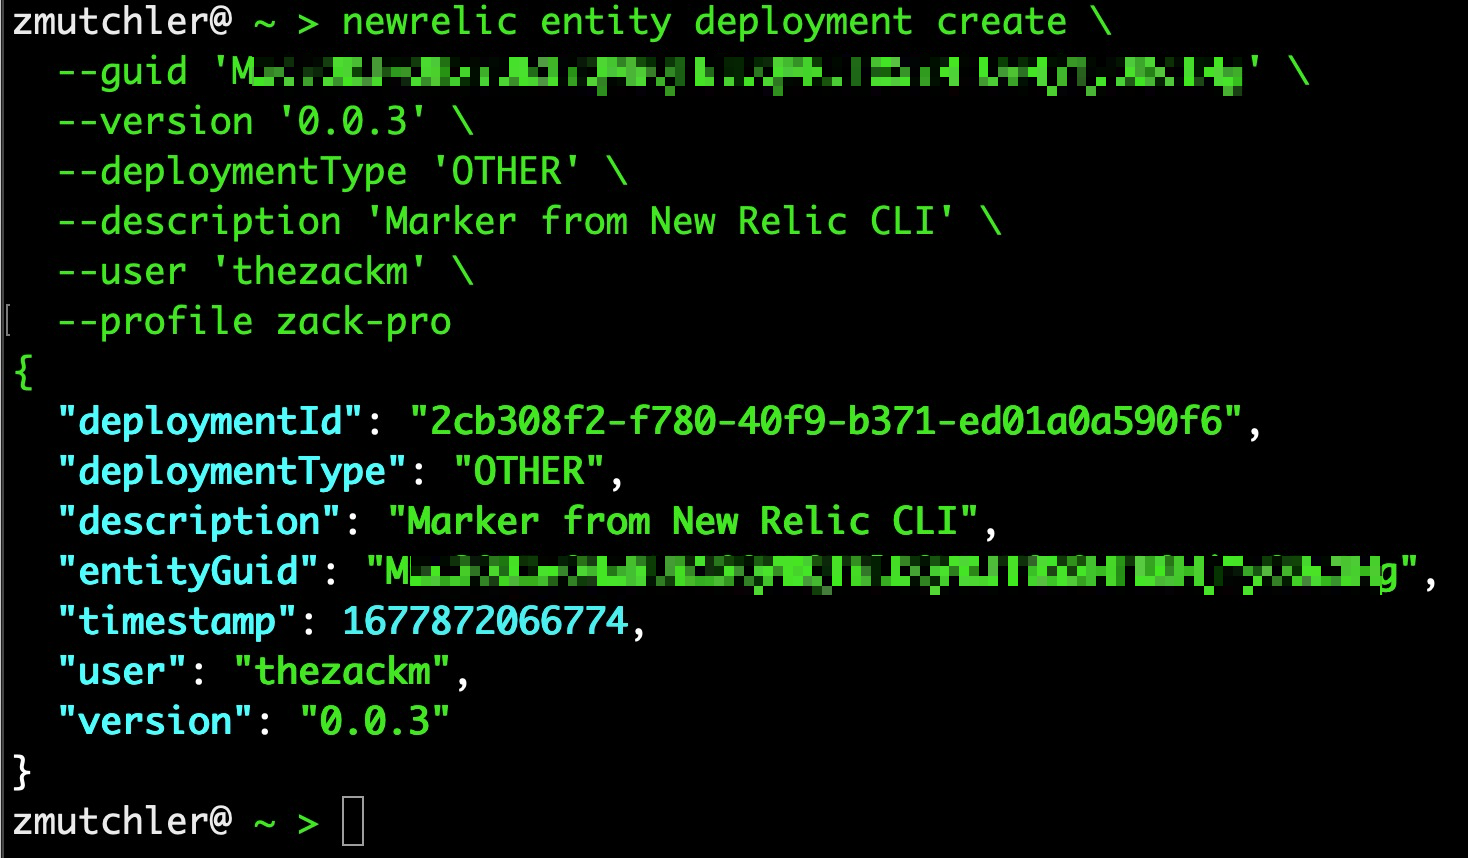 zmutchler@ ~ > newrelic entity deployment create \
--guid 'M' \
--version '0.0.3' \
--deploymentType 'OTHER' \
--description 'Marker from New Relic CLI' \
--user 'thezackm' \
[ --profile zack-pro
{
"deploymentId": "2cb308f2-f780-40f9-b371-ed01a0a590f6",
"deploymentType": "OTHER",
"description": "Marker from New Relic CLI",
"entityGuid": "M g",
"timestamp": 1677872066774,
"user": "thezackm",
"version": "0.0.3"
}
zmutchler@ ~ >